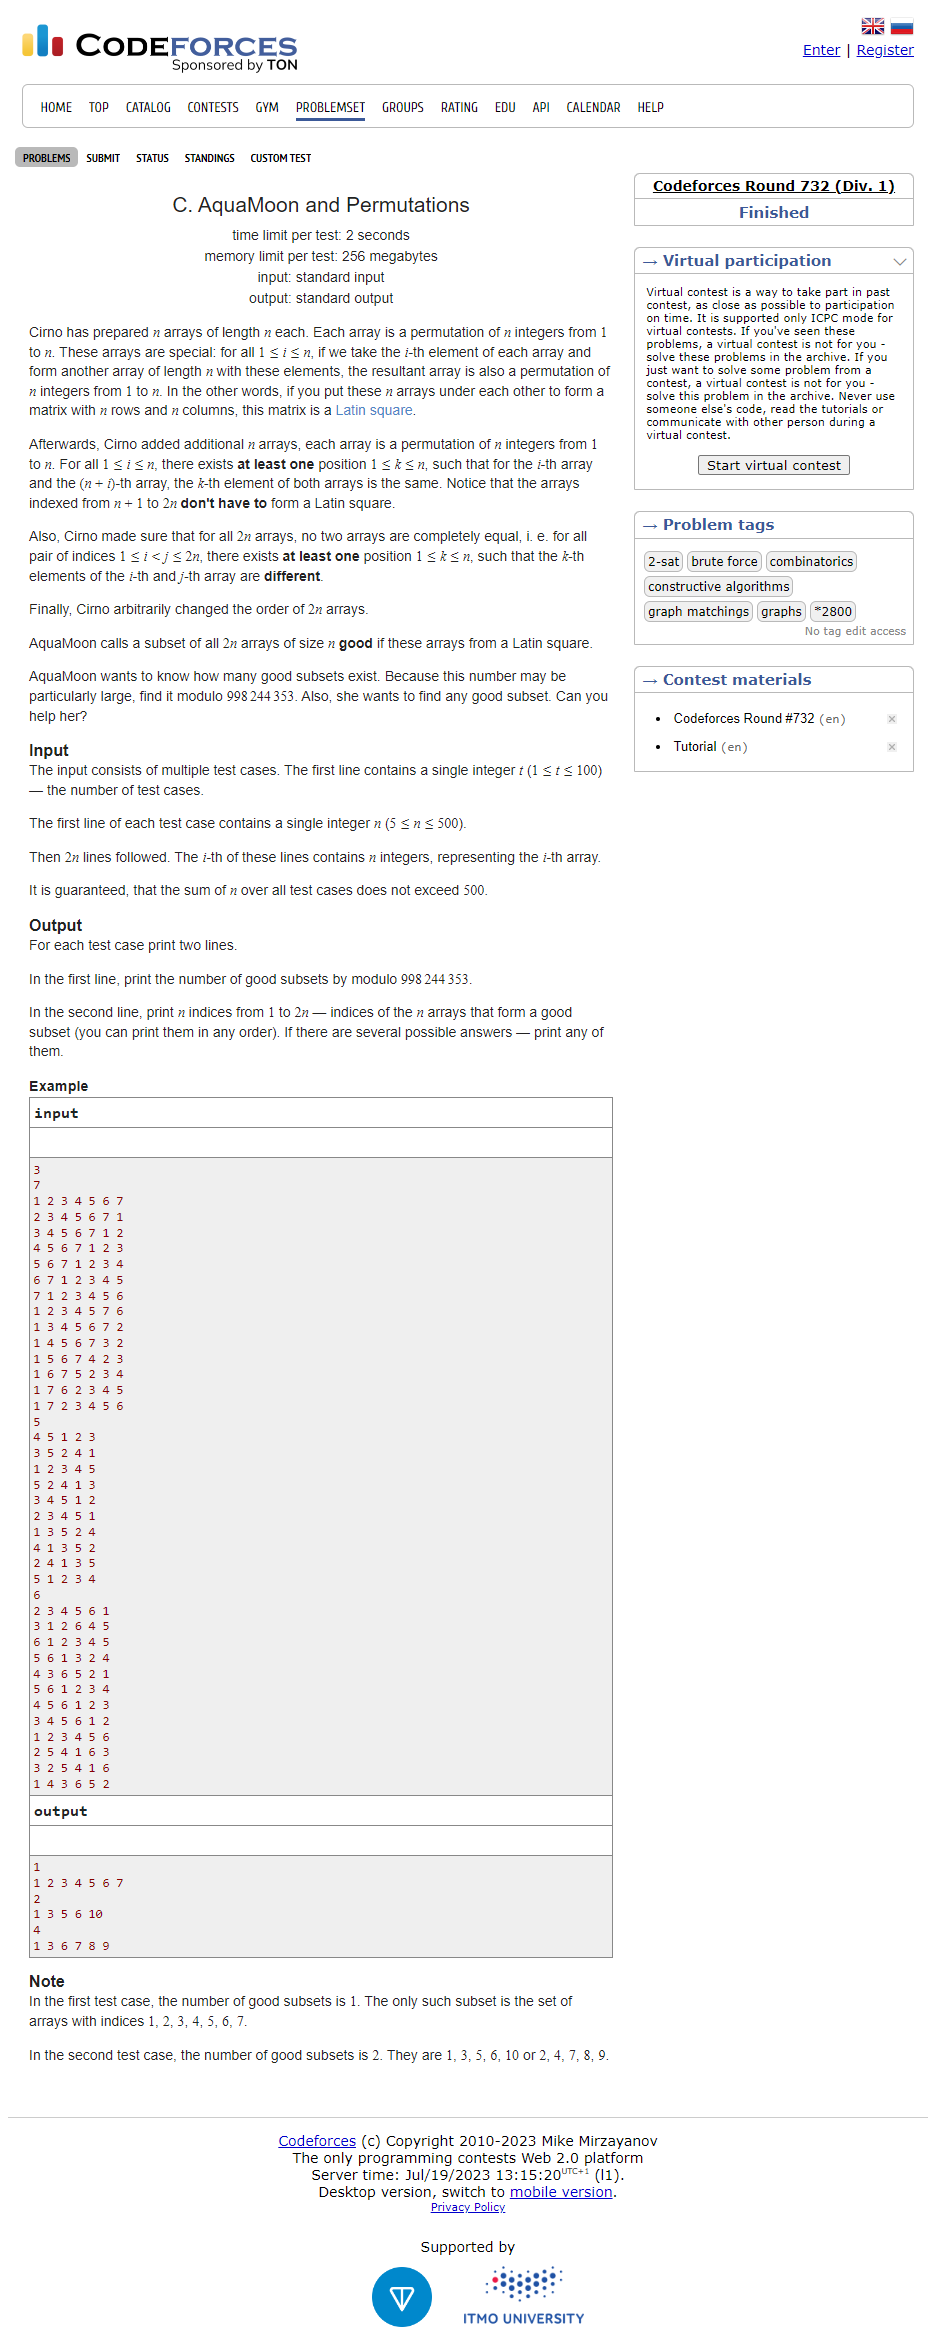 CODEFORCES
Sponsored by TON
Enter | Register
HOME TOP CATALOG CONTESTS GYM PROBLEMSET GROUPS RATING EDU API CALENDAR HELP
PROBLEMS SUBMIT STATUS STANDINGS CUSTOM TEST
C. AquaMoon and Permutations
time limit per test: 2 seconds
memory limit per test: 256 megabytes
input: standard input
output: standard output
Cirno has prepared n arrays of length n each. Each array is a permutation of n integers from 1
to n. These arrays are special: for all 1 ≤ i ≤ n, if we take the i-th element of each array and
form another array of length n with these elements, the resultant array is also a permutation of
n integers from 1 to n. In the other words, if you put these n arrays under each other to form a
matrix with n rows and n columns, this matrix is a Latin square.
Afterwards, Cirno added additional n arrays, each array is a permutation of n integers from 1
to n. For all 1 ≤ i ≤ n, there exists at least one position 1 ≤ k ≤ n, such that for the i-th array
and the (n + i)-th array, the k-th element of both arrays is the same. Notice that the arrays
indexed from n + 1 to 2n don't have to form a Latin square.
Also, Cirno made sure that for all 2n arrays, no two arrays are completely equal, i. e. for all
pair of indices 1 ≤ i < j ≤ 2n, there exists at least one position 1 ≤ k ≤ n, such that the k-th
elements of the i-th and j-th array are different.
Finally, Cirno arbitrarily changed the order of 2n arrays.
AquaMoon calls a subset of all 2n arrays of size n good if these arrays from a Latin square.
AquaMoon wants to know how many good subsets exist. Because this number may be
particularly large, find it modulo 998 244 353. Also, she wants to find any good subset. Can you
help her?
Input
The input consists of multiple test cases. The first line contains a single integer t (1 ≤ t ≤ 100)
— the number of test cases.
The first line of each test case contains a single integer n (5 ≤ n ≤ 500).
Then 2n lines followed. The i-th of these lines contains n integers, representing the i-th array.
It is guaranteed, that the sum of n over all test cases does not exceed 500.
Output
For each test case print two lines.
In the first line, print the number of good subsets by modulo 998 244 353.
In the second line, print n indices from 1 to 2n — indices of the n arrays that form a good
subset (you can print them in any order). If there are several possible answers — print any of
them.
Example
input
3
7
1 2 3 4 5 6 7
2 3 4 5 6 7 1
3 4 5 6 7 1 2
4 5 6 7 1 2 3
5 6 7 1 2 3 4
6 7 1 2 3 4 5
7 1 2 3 4 5 6
1 2 3 4 5 7 6
1 3 4 5 6 7 2
1 4 5 6 7 3 2
1 5 6 7 4 2 3
1 6 7 5 2 3 4
1 7 6 2 3 4 5
1 7 2 3 4 5 6
5
4 5 1 2 3
3 5 2 4 1
1 2 3 4 5
5 2 4 1 3
3 4 5 1 2
2 3 4 5 1
1 3 5 2 4
4 1 3 5 2
2 4 1 3 5
5 1 2 3 4
6
2 3 4 5 6 1
3 1 2 6 4 5
6 1 2 3 4 5
5 6 1 3 2 4
4 3 6 5 2 1
5 6 1 2 3 4
4 5 6 1 2 3
3 4 5 6 1 2
1 2 3 4 5 6
2 5 4 1 6 3
3 2 5 4 1 6
1 4 3 6 5 2
output
1
1 2 3 4 5 6 7
2
1 3 5 6 10
4
1 3 6 7 8 9
Note
In the first test case, the number of good subsets is 1. The only such subset is the set of
arrays with indices 1, 2, 3, 4, 5, 6, 7.
In the second test case, the number of good subsets is 2. They are 1, 3, 5, 6, 10 or 2, 4, 7, 8, 9.
Codeforces Round 732 (Div. 1)
Finished
→ Virtual participation
Virtual contest is a way to take part in past
contest, as close as possible to participation
on time. It is supported only ICPC mode for
virtual contests. If you've seen these
problems, a virtual contest is not for you -
solve these problems in the archive. If you
just want to solve some problem from a
contest, a virtual contest is not for you -
solve this problem in the archive. Never use
someone else's code, read the tutorials or
communicate with other person during a
virtual contest.
Start virtual contest
→ Problem tags
2-sat brute force combinatorics
constructive algorithms
graph matchings graphs *2800
No tag edit access
→ Contest materials
Codeforces Round #732 (en)
Tutorial (en)
Codeforces (c) Copyright 2010-2023 Mike Mirzayanov
The only programming contests Web 2.0 platform
Server time: Jul/19/2023 13:15:20 UTC+1 (l1).
Desktop version, switch to mobile version.
Privacy Policy
Supported by
ITMO UNIVERSITY